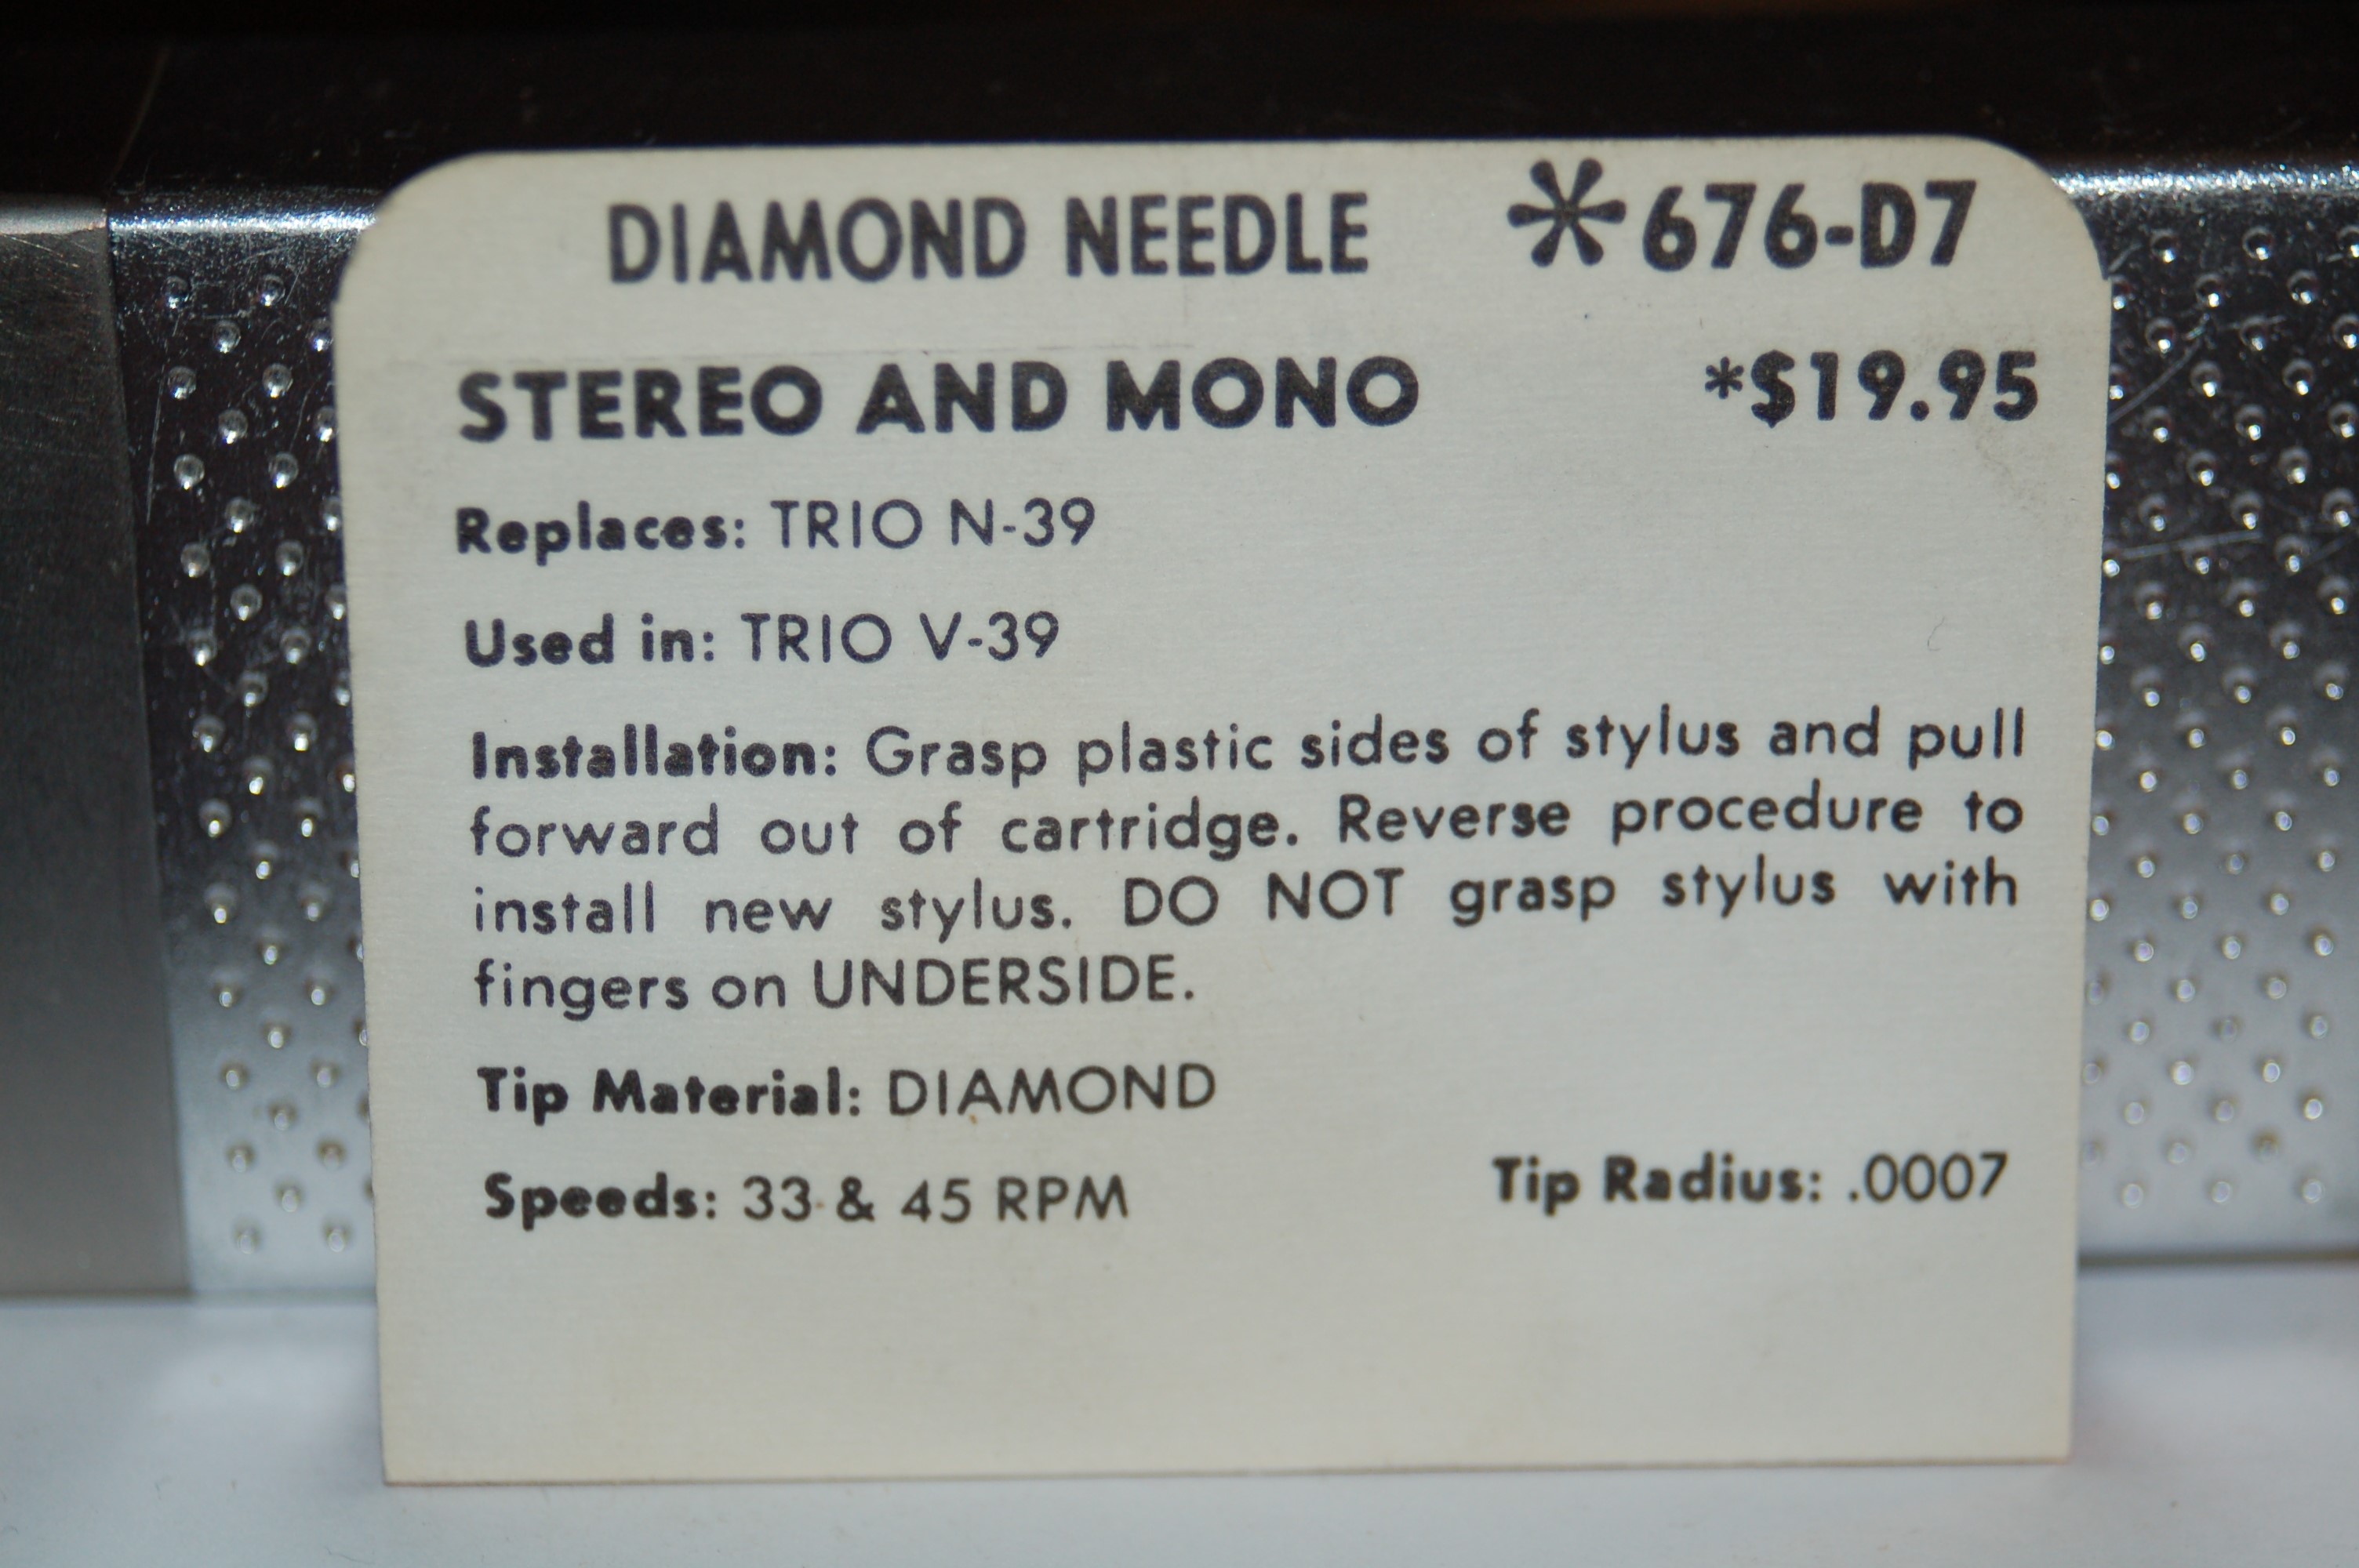 DIAMOND NEEDLE *676-D7
STEREO AND MONO *$19.95
Replaces: TRIO N-39
Used in: TRIO V-39
Installation: Grasp plastic sides of stylus and pull
forward out of cartridge. Reverse procedure to
install new stylus. DO NOT grasp stylus with
fingers on UNDERSIDE.
Tip Material: DIAMOND
Speeds: 33 & 45 RPM Tip Radius: .0007